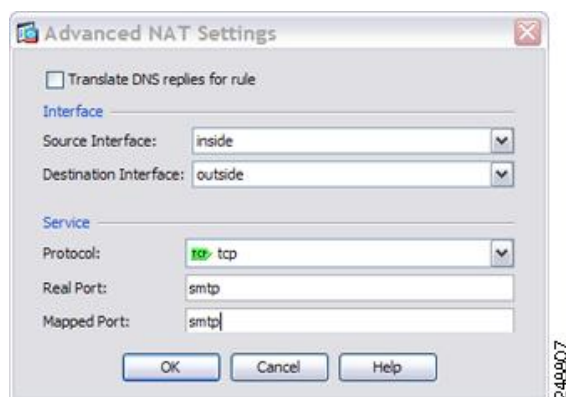 Advanced NAT Settings
Translate DNS replies for rule
Interface
Source Interface: inside
Destination Interface: outside
Service
Protocol: TCP tcp
Real Port: smtp
Mapped Port: smtp
OK Cancel Help
248807